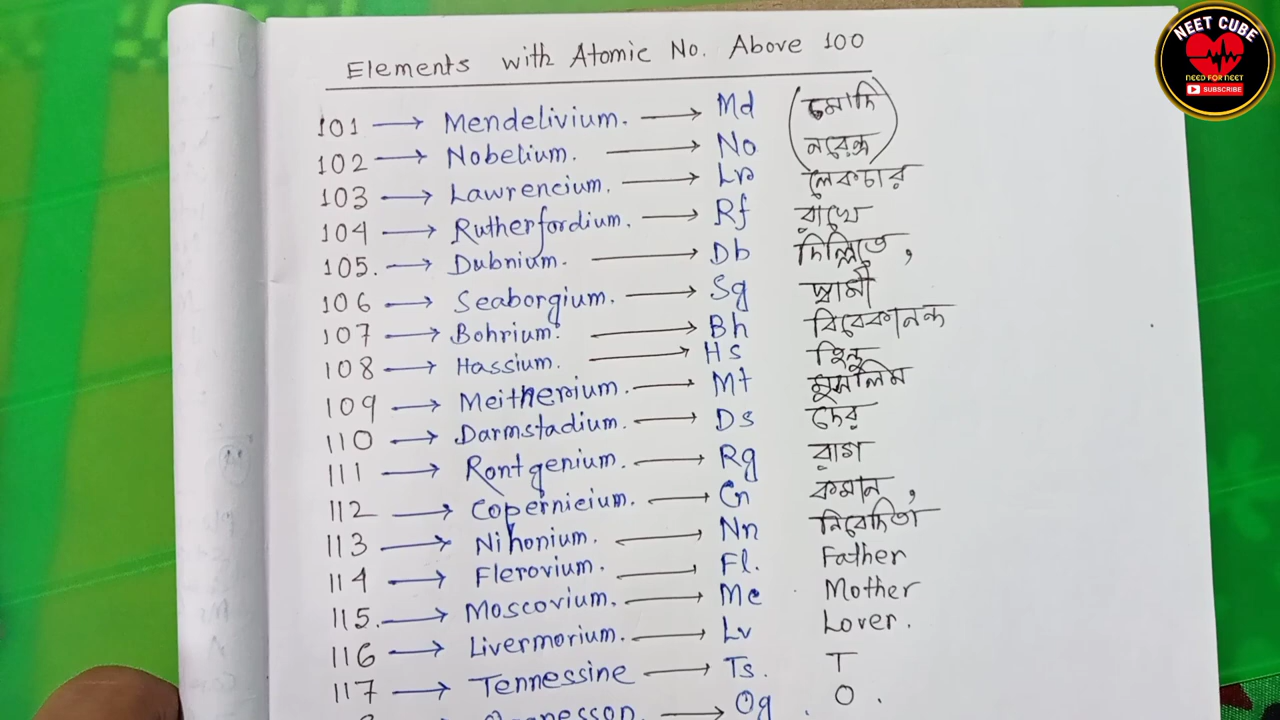 Elements with Atomic No. Above 100
101 → Mendelivium. → Md (মোদি
102 → Nobelium. → No নরেন্দ্র)
103 → Lawrencium. → Lr লেকচার
104 → Rutherfordium. → Rf রাখে
105. → Dubnium. → Db দিল্লিতে,
106 → Seaborgium. → Sg স্বামী
107 → Bohrium. → Bh বিবেকানন্দ
108 → Hassium. → Hs হিন্দু
109 → Meitherium. → Mt মুসলিম
110 → Darmstadium. → Ds দের
111 → Rontgenium. → Rg রাগ
112 → Copernicium. → Cn কমান,
113 → Nihonium. → Nn নিবেদিতা
114 → Flerovium. → Fl. Father
115. → Moscovium. → Mc Mother
116 → Livermorium. → Lv Lover.
117 → Tennessine → Ts. T
→ Og. O.
NEET CUBE
NEED FOR NEET
SUBSCRIBE